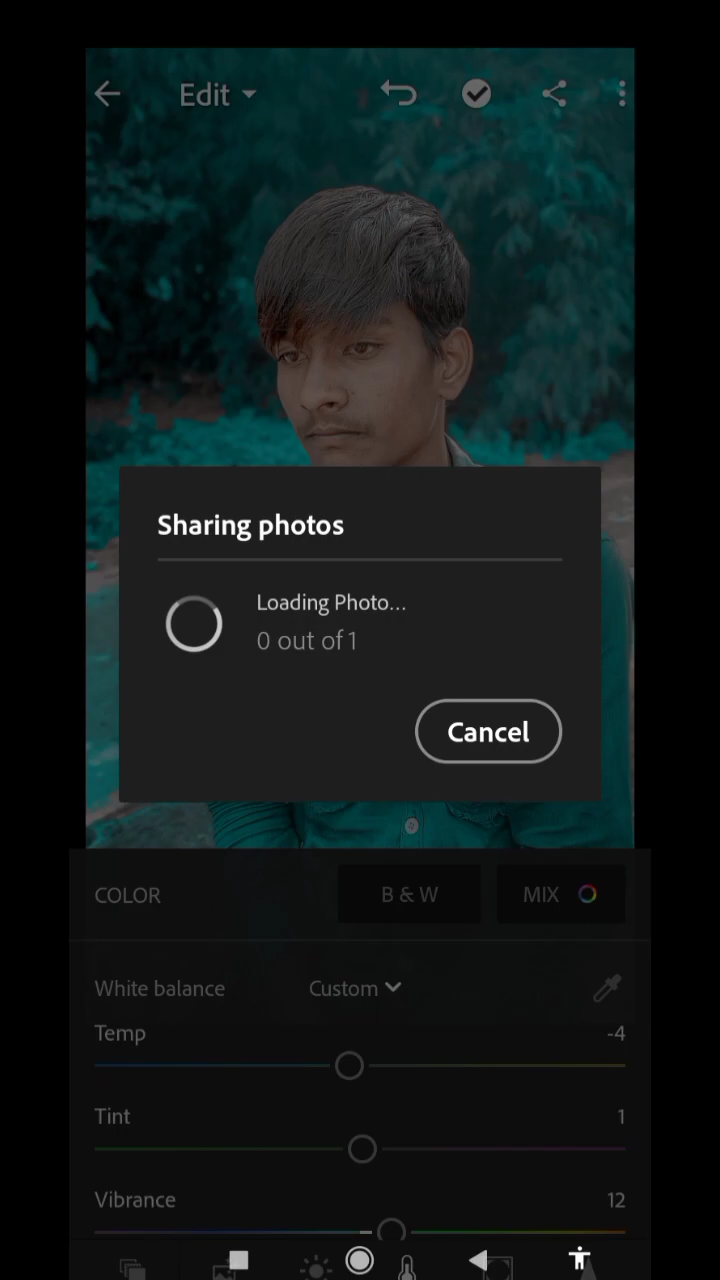 Edit
Sharing photos
Loading Photo...
0 out of 1
Cancel
COLOR B & W MIX
White balance Custom
Temp -4
Tint 1
Vibrance 12